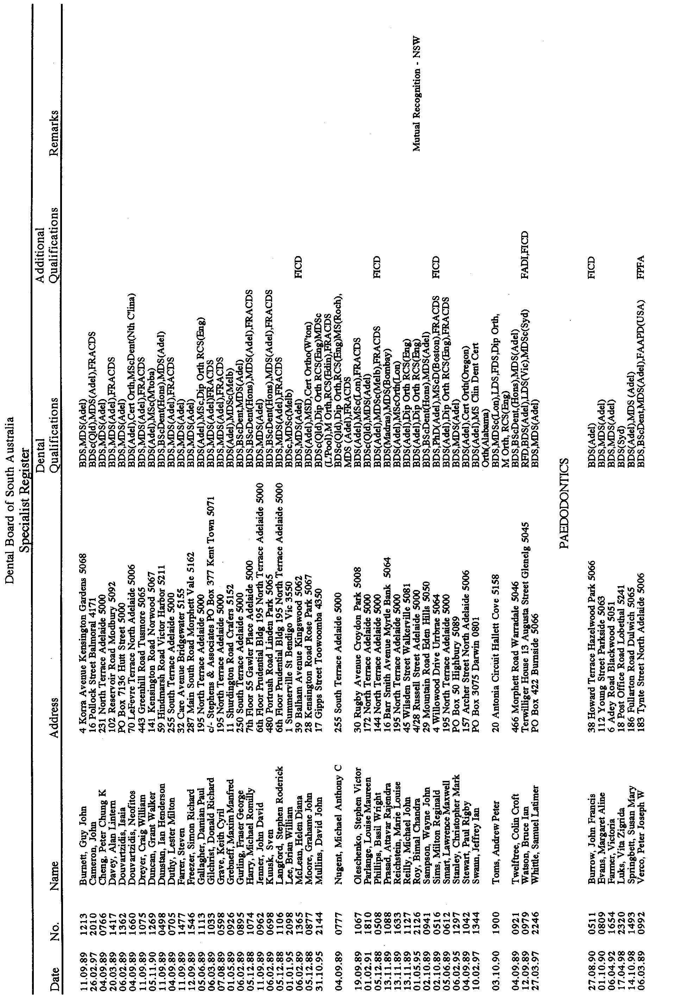 Dental Board of South Australia
Specialist Register
Dental Additional
Date No. Name Address Qualifications Qualifications Remarks
11.09.89 1213 Burnett, Guy John 4 Korra Avenue Kensington Gardens 5068 BDS,MDS(Adel)
26.02.97 2010 Cameron, John 16 Pollock Street Balmoral 4171 BDSc(Qld),MDS(Adel),FRACDS
04.09.89 0766 Cheng, Peter Chung K 231 North Terrace Adelaide 5000 BDS,MDS(Adel)
20.03.89 1417 Davey, Alan Lintern 102 Reservoir Road Modbury 5092 BDS,MDS(Adel),FRACDS
06.02.89 1362 Douvartzidis, Isaia PO Box 7136 Hutt Street 5000 BDS,MDS(Adel)
04.09.89 1660 Douvartzidis, Neofitos 70 LeFevre Terrace North Adelaide 5006 BDS(Adel),Cert Orth,MScDent(Nth C'lina)
11.09.89 1075 Dreyer, Craig William 443 Greenhill Road Tusmore 5065 BDS,MDS(Adel),FRACDS
05.11.90 1269 Duncan, Grant Walker 141 Kensington Road Norwood 5067 BDS(Adel),MSc(M'toba)
11.09.89 0498 Dunstan, Ian Henderson 59 Hindmarsh Road Victor Harbor 5211 BDS,BScDent(Hons),MDS(Adel)
04.09.89 0705 Duthy, Lester Milton 255 South Terrace Adelaide 5000 BDS,MDS(Adel),FRACDS
11.09.89 1477 Farrer, Steven 32 Care Avenue Bridgewater 5155 BDS,MDS(Adel)
12.09.89 1546 Freezer, Simon Richard 287 Main South Road Morphett Vale 5162 BDS,MDS(Adel)
05.06.89 1113 Gallagher, Damian Paul 195 North Terrace Adelaide 5000 BDS(Adel),MSc,Dip Orth RCS(Eng)
06.03.89 1033 Gilchrist, Donald Richard c/- Stephens & Associates PO Box 377 Kent Town 5071 BDS,MDS(Adel)FRACDS
07.08.89 0598 Grave, Keith Cyril 195 North Terrace Adelaide 5000 BDS,MDS(Adel),FRACDS
01.05.89 0926 Grebneff, Maxim Manfred 11 Shurdington Road Crafers 5152 BDS(Adel),MDSc(Melb)
06.02.89 0895 Gurling, Fraser George 250 South Terrace Adelaide 5000 BDS,BScDent,MDS(Adel)
05.12.88 1074 Harry, Michael Romilly 7th Floor 55 Gawler Place Adelaide 5000 BDS,BScDent(Hons),MDS(Adel),FRACDS
11.09.89 0962 Jenner, John David 6th Floor Prudential Bldg 195 North Terrace Adelaide 5000 BDS,MDS(Adel)
06.02.89 0698 Kuusk, Sven 480 Portrush Road Linden Park 5065 BDS,BScDent(Hons),MDS(Adel),FRACDS
05.12.88 1106 Langford, Stephen Roderick 6th Floor Prudential Bldg 195 North Terrace Adelaide 5000 BDS,MDS(Adel),FRACDS
01.01.95 2098 Lee, Brian William 1 Summerville St Bendigo Vic 3550 BDSc,MDSc(Melb)
06.02.89 1365 McLean, Helen Diana 39 Balham Avenue Kingswood 5062 BDS,MDS(Adel) FICD
05.12.88 0877 Moore, Grahame John 28 Kensington Road Rose Park 5067 BDS(Adel),MSD,Cert Ortho(W'ton)
31.10.95 2144 Mullins, David John 17 Gipps Street Toowoomba 4350 BDSc(Qld),Dip Orth RCS(Eng)MDSc
(L'Pool),M Orth,RCS(Edin),FRACDS
04.09.89 0777 Nugent, Michael Anthony C 255 South Terrace Adelaide 5000 BDSc(Qld),Dip Orth,RCS(Eng)MS(Roch),
MDS (Adel),FRACDS
19.09.89 1067 Oleschenko, Stephen Victor 30 Rugby Avenue Croydon Park 5008 BDS(Adel),MSc(Lon),FRACDS
01.02.91 1810 Parlange, Louise Maureen 172 North Terrace Adelaide 5000 BDSc(Qld),MDS(Adel)
05.12.88 0508 Phillips, Basil Wright 144 North Terrace Adelaide 5000 BDS(Adel),MDSc(Melb),FRACDS FICD
13.11.89 1088 Prasad, Attavar Rajendra 16 Barr Smith Avenue Myrtle Bank 5064 BDS(Madras),MDS(Bombay)
13.11.89 1633 Reichstein, Marie Louise 195 North Terrace Adelaide 5000 BDS(Adel),MScOrth(Lon)
13.11.89 1127 Reilly, Michael John 45 Wilsden Street Walkerville 5081 BDS(Adel),Dip Orth RCS(Eng)
01.05.95 2126 Roy, Bimal Chandra 4/28 Russell Street Adelaide 5000 BDS(Adel),Dip Orth RCS(Eng) Mutual Recognition - NSW
02.10.89 0941 Sampson, Wayne John 29 Mountain Road Eden Hills 5050 BDS,BScDent(Hons),MDS(Adel)
02.10.89 0516 Sims, Milton Reginald 4 Willowood Drive Urrbrae 5064 BDS,PhD(Adel),MScD(Boston),FRACDS FICD
05.06.89 0612 Smart, Lawrence Maxwell 195 North Terrace Adelaide 5000 BDS(Adel),Dip Orth RCS(Eng),FRACDS
06.02.95 1297 Stanley, Christopher Mark PO Box 50 Highbury 5089 BDS,MDS(Adel)
04.09.89 1042 Stewart, Paul Rigby 157 Archer Street North Adelaide 5006 BDS(Adel),Cert Orth(Oregon)
10.02.97 1344 Swann, Jeffrey Ian PO Box 3075 Darwin 0801 BDS(Adel),MS Clin Dent Cert
Orth(Alabama)
03.10.90 1900 Toms, Andrew Peter 20 Antonia Circuit Hallett Cove 5158 BDS,MDSc(Lon),LDS,FDS,Dip Orth,
M Orth, RCS(Eng)
04.09.89 0921 Twelftree, Colin Croft 466 Morphett Road Warradale 5046 BDS,BScDent,(Hons),MDS(Adel)
12.09.89 0979 Watson, Bruce Ian Terwilliger House 13 Augusta Street Glenelg 5045 RFD,BDS(Adel),LDS(Vic),MDSc(Syd) FADI,FICD
27.03.97 2246 Whittle, Samuel Latimer PO Box 422 Burnside 5066 BDS,MDS(Adel)
PAEDODONTICS
27.08.90 0511 Burrow, John Francis 38 Howard Terrace Hazelwood Park 5066 BDS(Adel) FICD
01.10.90 0809 Evans, Margaret Aline 112 Young Street Parkside 5063 BDS,MDS(Adel)
06.04.92 1654 Farmer, Victoria 6 Adey Road Blackwood 5051 BDS,MDS(Adel)
17.04.98 2320 Luks, Vita Zigrida 18 Post Office Road Lobethal 5241 BDS(Syd)
14.10.98 1493 Springbett, Susan Mary 186 Fullarton Road Dulwich 5065 BDS(Adel),MDS (Adel)
06.03.89 0992 Verco, Peter Joseph W 183 Tynte Street North Adelaide 5006 BDS,BScDent,MDS(Adel),FAAPD(USA) FPFA